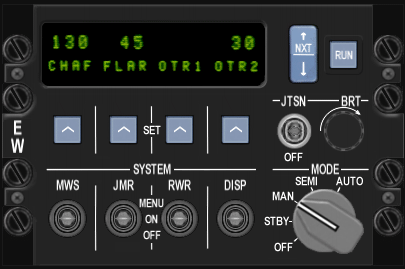 130 45 30
CHAF FLAR OTR1 OTR2
NXT
RUN
JTSN BRT
SET
OFF
EW
SYSTEM
MODE
MWS JMR RWR DISP
MENU
ON
OFF
SEMI AUTO
MAN
STBY
OFF